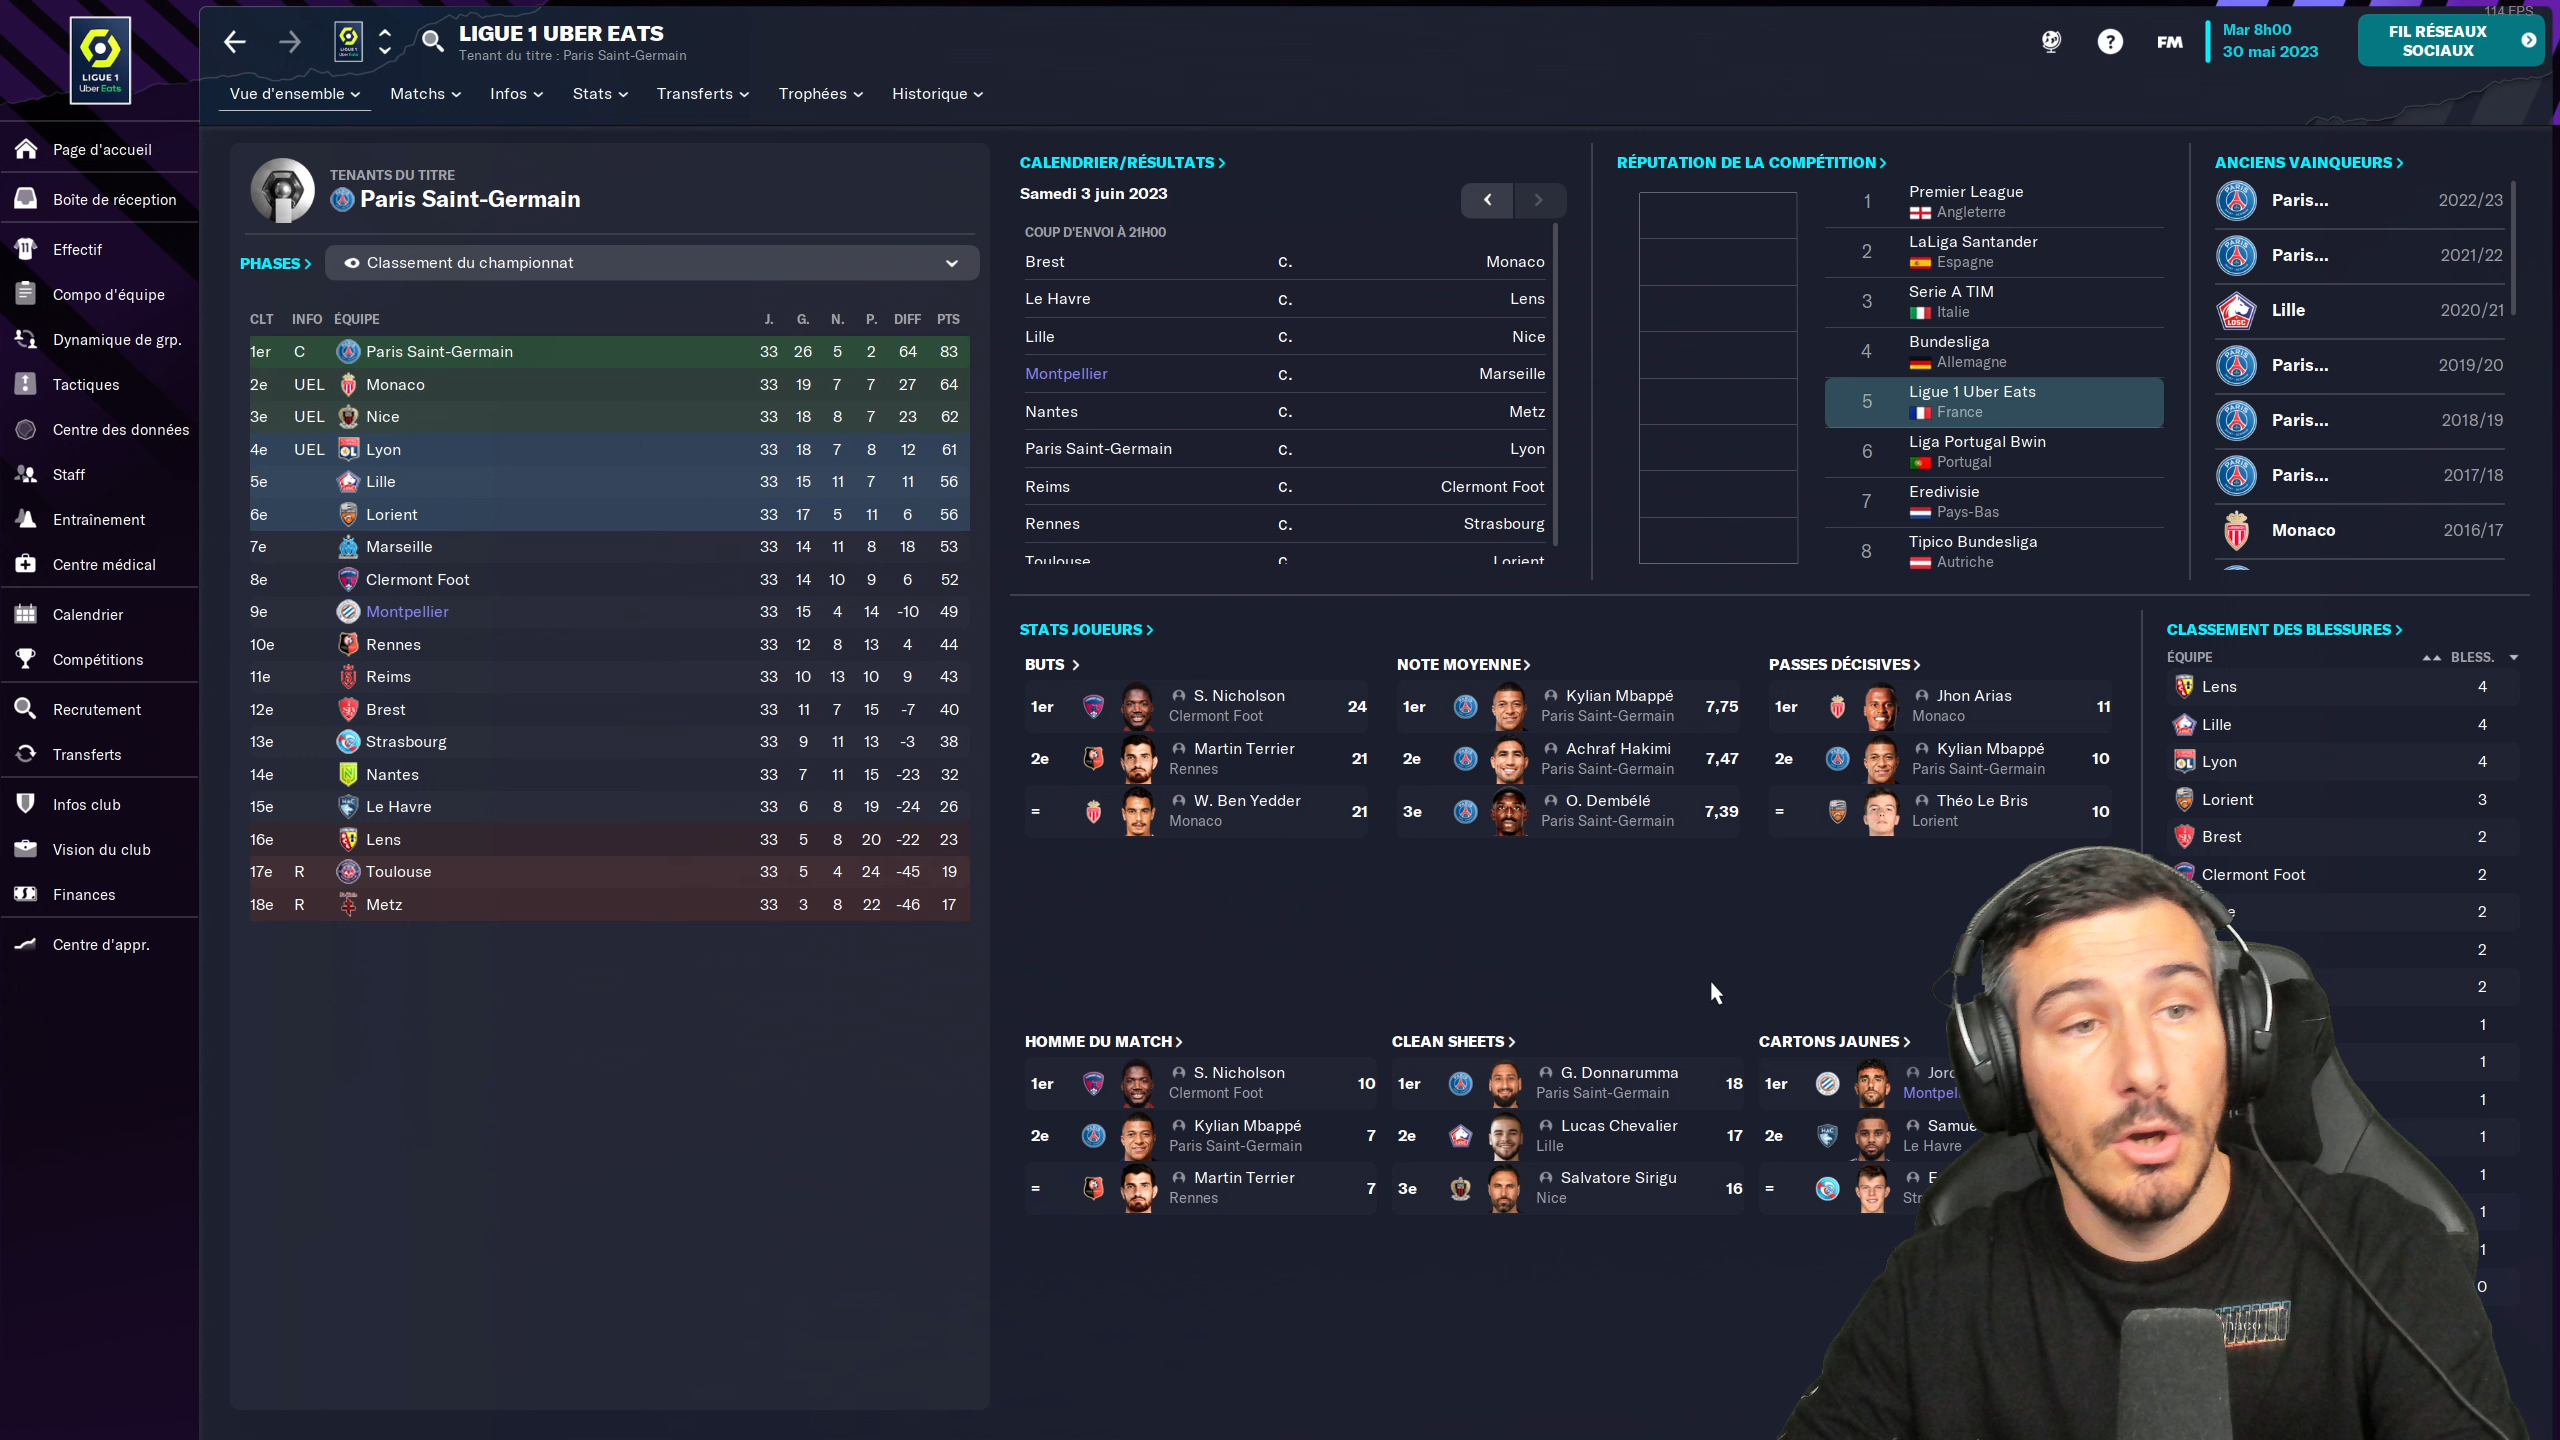 114 FPS
LIGUE 1
Uber Eats
LIGUE 1 UBER EATS
Tenant du titre : Paris Saint-Germain
FM
Mar 8h00
30 mai 2023
FIL RÉSEAUX
SOCIAUX
Vue d'ensemble
Matchs
Infos
Stats
Transferts
Trophées
Historique
Page d'accueil
Boîte de réception
Effectif
Compo d'équipe
Dynamique de grp.
Tactiques
Centre des données
Staff
Entraînement
Centre médical
Calendrier
Compétitions
Recrutement
Transferts
Infos club
Vision du club
Finances
Centre d'appr.
TENANTS DU TITRE
Paris Saint-Germain
PHASES
Classement du championnat
CLT INFO ÉQUIPE J. G. N. P. DIFF PTS
1er C Paris Saint-Germain 33 26 5 2 64 83
2e UEL Monaco 33 19 7 7 27 64
3e UEL Nice 33 18 8 7 23 62
4e UEL Lyon 33 18 7 8 12 61
5e Lille 33 15 11 7 11 56
6e Lorient 33 17 5 11 6 56
7e Marseille 33 14 11 8 18 53
8e Clermont Foot 33 14 10 9 6 52
9e Montpellier 33 15 4 14 -10 49
10e Rennes 33 12 8 13 4 44
11e Reims 33 10 13 10 9 43
12e Brest 33 11 7 15 -7 40
13e Strasbourg 33 9 11 13 -3 38
14e Nantes 33 7 11 15 -23 32
15e Le Havre 33 6 8 19 -24 26
16e Lens 33 5 8 20 -22 23
17e R Toulouse 33 5 4 24 -45 19
18e R Metz 33 3 8 22 -46 17
CALENDRIER/RÉSULTATS
Samedi 3 juin 2023
COUP D'ENVOI À 21H00
Brest c. Monaco
Le Havre c. Lens
Lille c. Nice
Montpellier c. Marseille
Nantes c. Metz
Paris Saint-Germain c. Lyon
Reims c. Clermont Foot
Rennes c. Strasbourg
Toulouse c. Lorient
RÉPUTATION DE LA COMPÉTITION
1 Premier League
Angleterre
2 LaLiga Santander
Espagne
3 Serie A TIM
Italie
4 Bundesliga
Allemagne
5 Ligue 1 Uber Eats
France
6 Liga Portugal Bwin
Portugal
7 Eredivisie
Pays-Bas
8 Tipico Bundesliga
Autriche
ANCIENS VAINQUEURS
Paris... 2022/23
Paris... 2021/22
Lille 2020/21
Paris... 2019/20
Paris... 2018/19
Paris... 2017/18
Monaco 2016/17
STATS JOUEURS
BUTS
1er S. Nicholson 24
Clermont Foot
2e Martin Terrier 21
Rennes
= W. Ben Yedder 21
Monaco
NOTE MOYENNE
1er Kylian Mbappé 7,75
Paris Saint-Germain
2e Achraf Hakimi 7,47
Paris Saint-Germain
3e O. Dembélé 7,39
Paris Saint-Germain
PASSES DÉCISIVES
1er Jhon Arias 11
Monaco
2e Kylian Mbappé 10
Paris Saint-Germain
= Théo Le Bris 10
Lorient
HOMME DU MATCH
1er S. Nicholson 10
Clermont Foot
2e Kylian Mbappé 7
Paris Saint-Germain
= Martin Terrier 7
Rennes
CLEAN SHEETS
1er G. Donnarumma 18
Paris Saint-Germain
2e Lucas Chevalier 17
Lille
3e Salvatore Sirigu 16
Nice
CARTONS JAUNES
1er
2e
Le Havre
=
CLASSEMENT DES BLESSURES
ÉQUIPE BLESS.
Lens 4
Lille 4
Lyon 4
Lorient 3
Brest 2
Clermont Foot 2
2
2
2
1
1
1
1
1
1
1
0